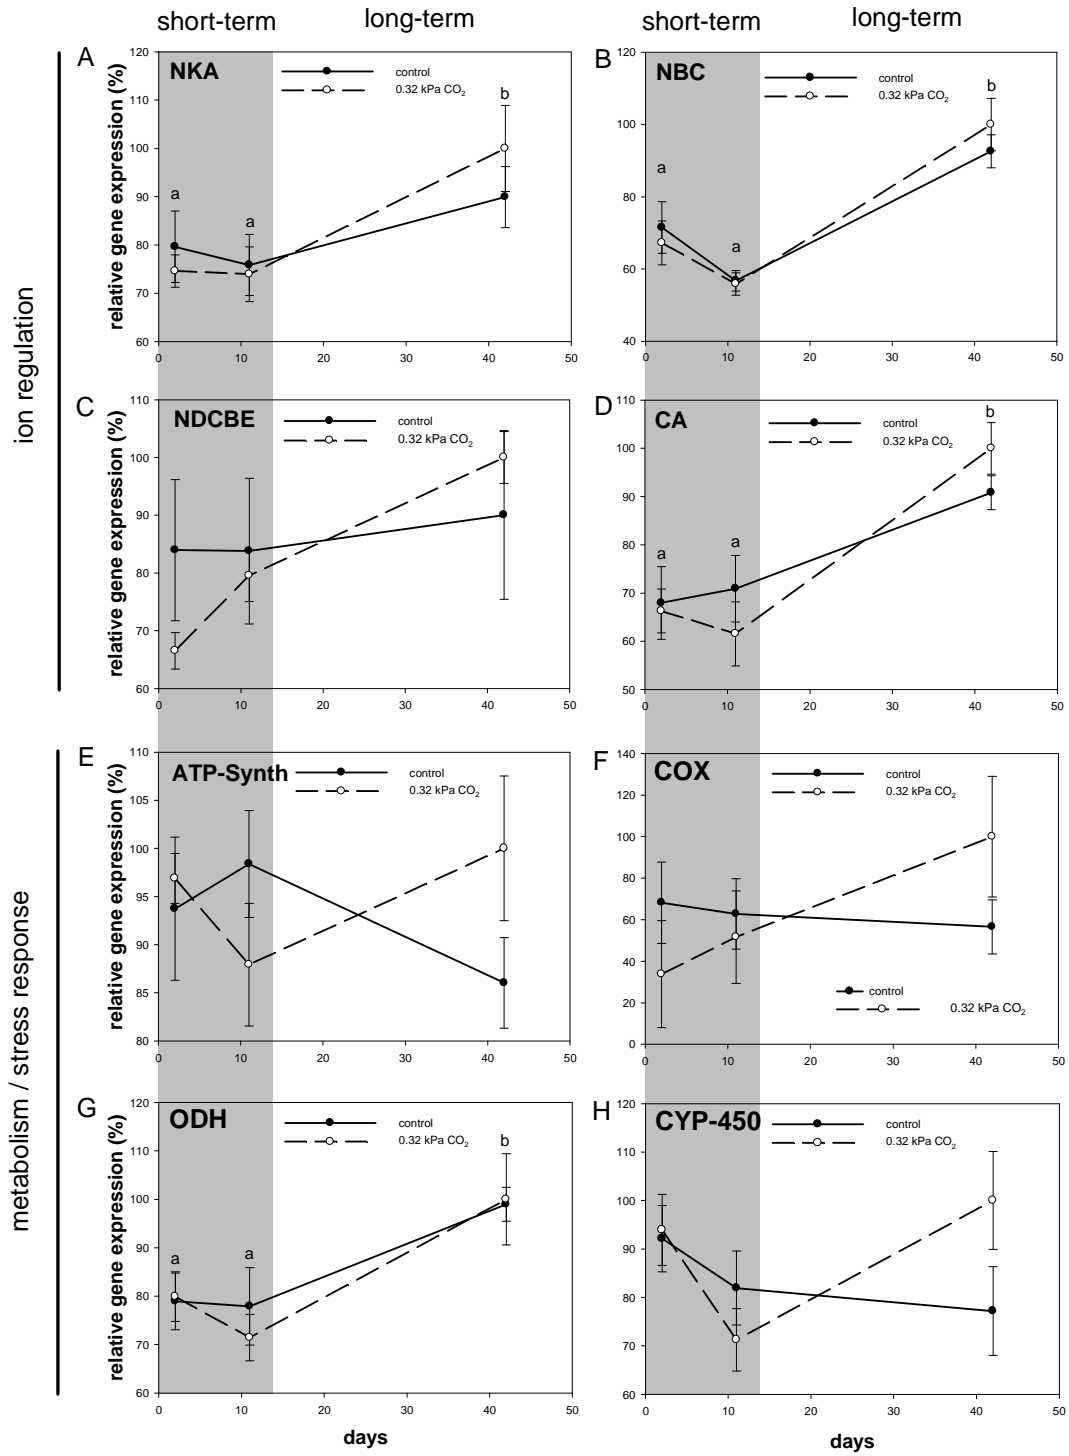 short-term long-term short-term long-term
ion regulation
metabolism / stress response
A
NKA
control
0.32 kPa CO₂
relative gene expression (%)
120
110
100
90
80
70
60
0 10 20 30 40 50
a a b
B
NBC
control
0.32 kPa CO₂
120
100
80
60
40
0 10 20 30 40 50
a a b
C
NDCBE
control
0.32 kPa CO₂
relative gene expression (%)
110
100
90
80
70
60
0 10 20 30 40 50
D
CA
control
0.32 kPa CO₂
110
100
90
80
70
60
50
0 10 20 30 40 50
a a b
E
ATP-Synth
control
0.32 kPa CO₂
relative gene expression (%)
110
105
100
95
90
85
80
0 10 20 30 40 50
F
COX
control
0.32 kPa CO₂
140
120
100
80
60
40
20
0
control
0.32 kPa CO₂
0 10 20 30 40 50
G
ODH
control
0.32 kPa CO₂
relative gene expression (%)
120
110
100
90
80
70
60
0 10 20 30 40 50
a a b
days
H
CYP-450
control
0.32 kPa CO₂
120
110
100
90
80
70
60
0 10 20 30 40 50
days